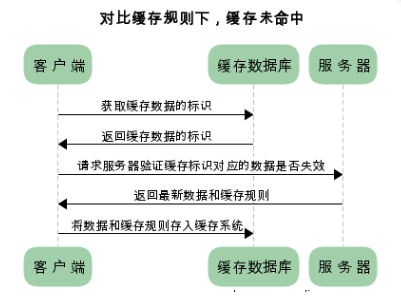 对比缓存规则下，缓存未命中
客户端 缓存数据库 服务器
获取缓存数据的标识
返回缓存数据的标识
请求服务器验证缓存标识对应的数据是否失效
返回最新数据和缓存规则
将数据和缓存规则存入缓存系统
客户端 缓存数据库 服务器